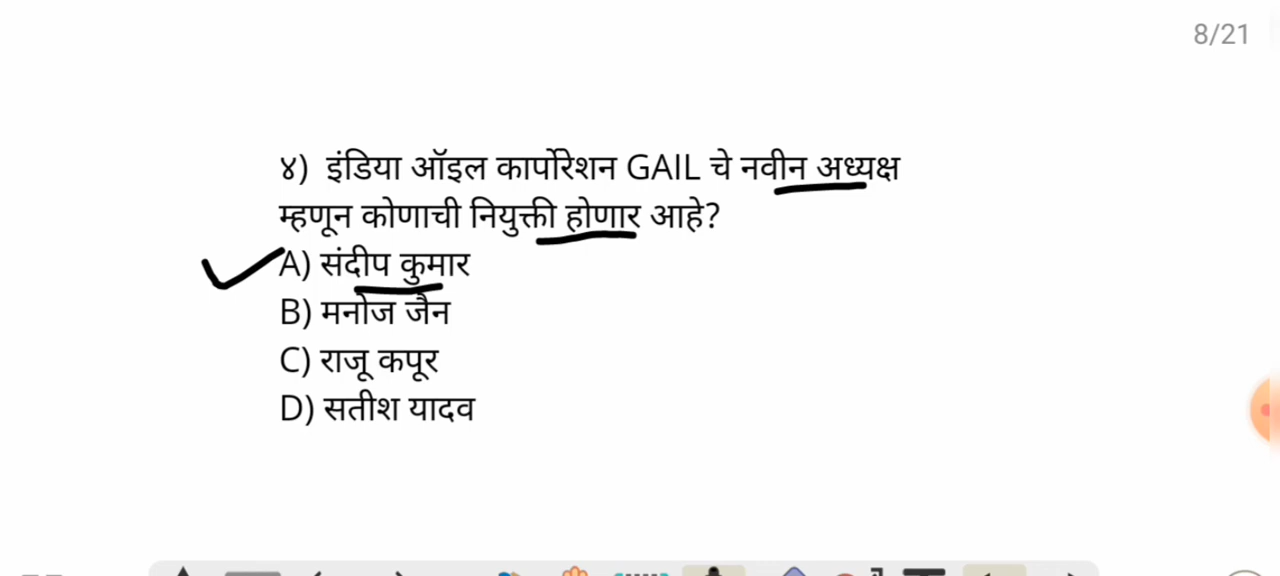 8/21
४) इंडिया ऑइल कार्पोरेशन GAIL चे नवीन अध्यक्ष
म्हणून कोणाची नियुक्ती होणार आहे?
A) संदीप कुमार
B) मनोज जैन
C) राजू कपूर
D) सतीश यादव